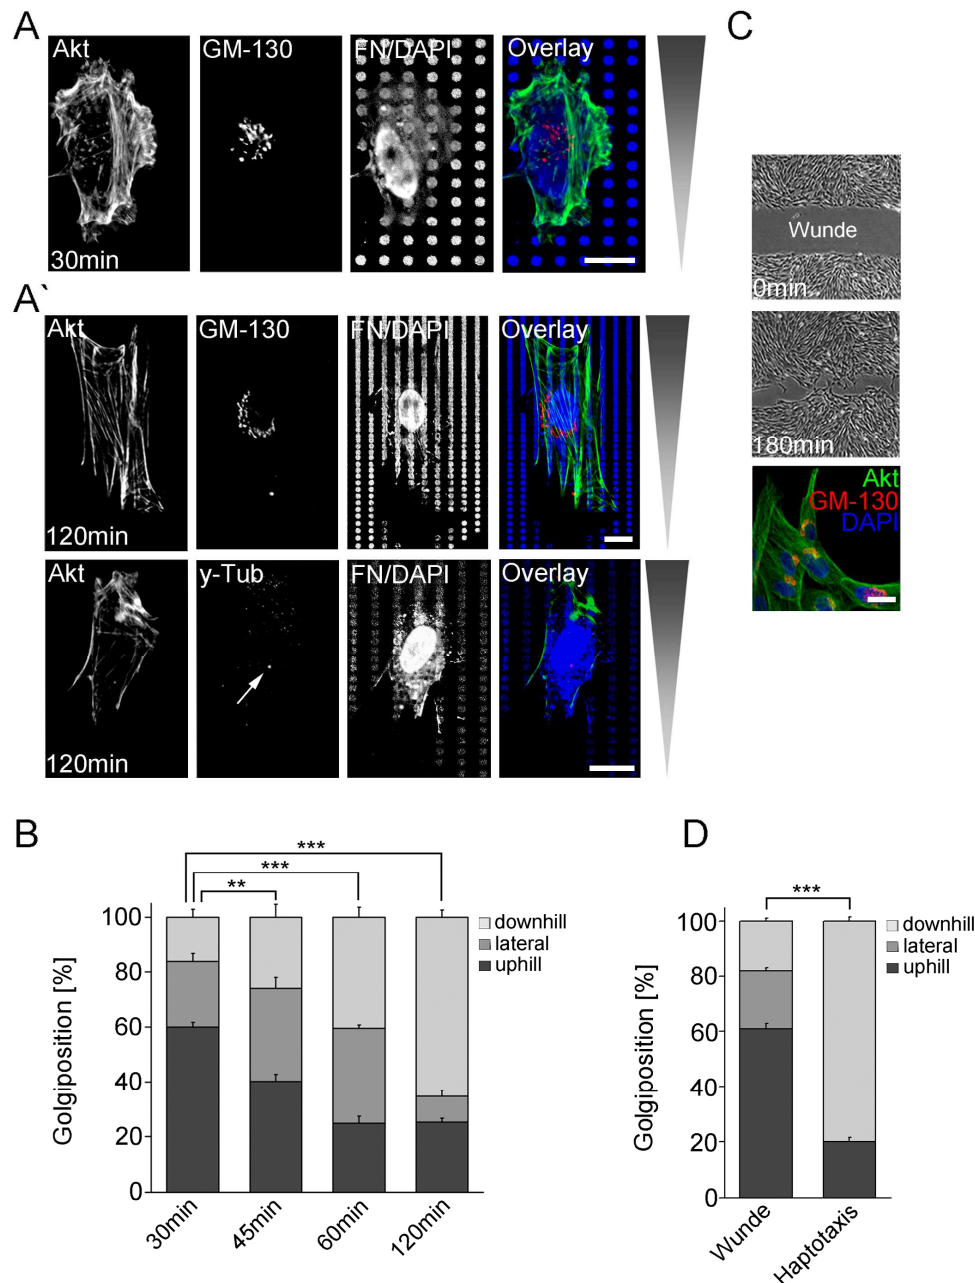 A
Akt
GM-130
FN/DAPI
Overlay
30min
A`
Akt
GM-130
FN/DAPI
Overlay
120min
Akt
y-Tub
FN/DAPI
Overlay
120min
C
Wunde
0min
180min
Akt
GM-130
DAPI
B
***
***
**
100
80
60
40
20
0
Golgiposition [%]
downhill
lateral
uphill
30min
45min
60min
120min
D
***
100
80
60
40
20
0
Golgiposition [%]
downhill
lateral
uphill
Wunde
Haptotaxis